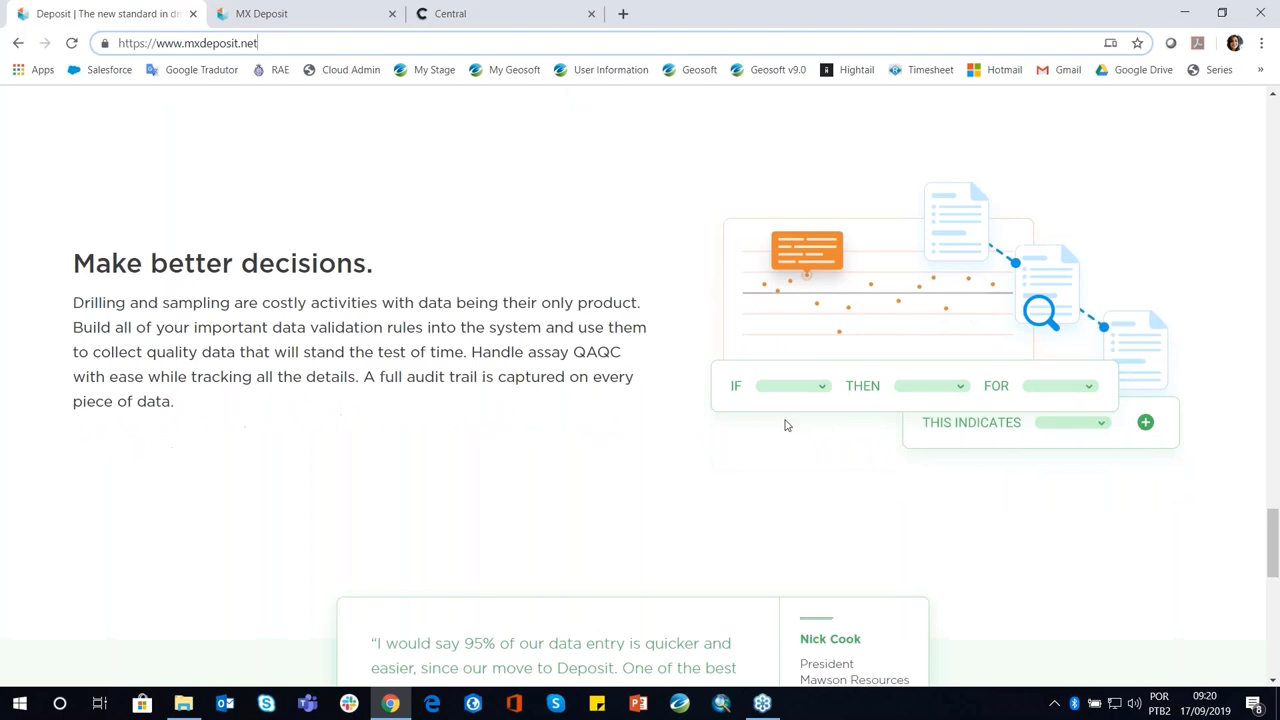 Deposit | The new standard in dri
MX Deposit
Central
https://www.mxdeposit.net
Apps
Salesforce
Google Tradutor
RAE
Cloud Admin
My Stage
My Geosoft
User Information
Geosoft
Geosoft v9.0
Hightail
Timesheet
Hotmail
Gmail
Google Drive
Series
»
Make better decisions.
Drilling and sampling are costly activities with data being their only product.
Build all of your important data validation rules into the system and use them
to collect quality data that will stand the test of time. Handle assay QAQC
with ease while tracking all the details. A full audit trail is captured on every
piece of data.
IF THEN FOR
THIS INDICATES
“I would say 95% of our data entry is quicker and
easier, since our move to Deposit. One of the best
Nick Cook
President
Mawson Resources
POR
PTB2
09:20
17/09/2019
8